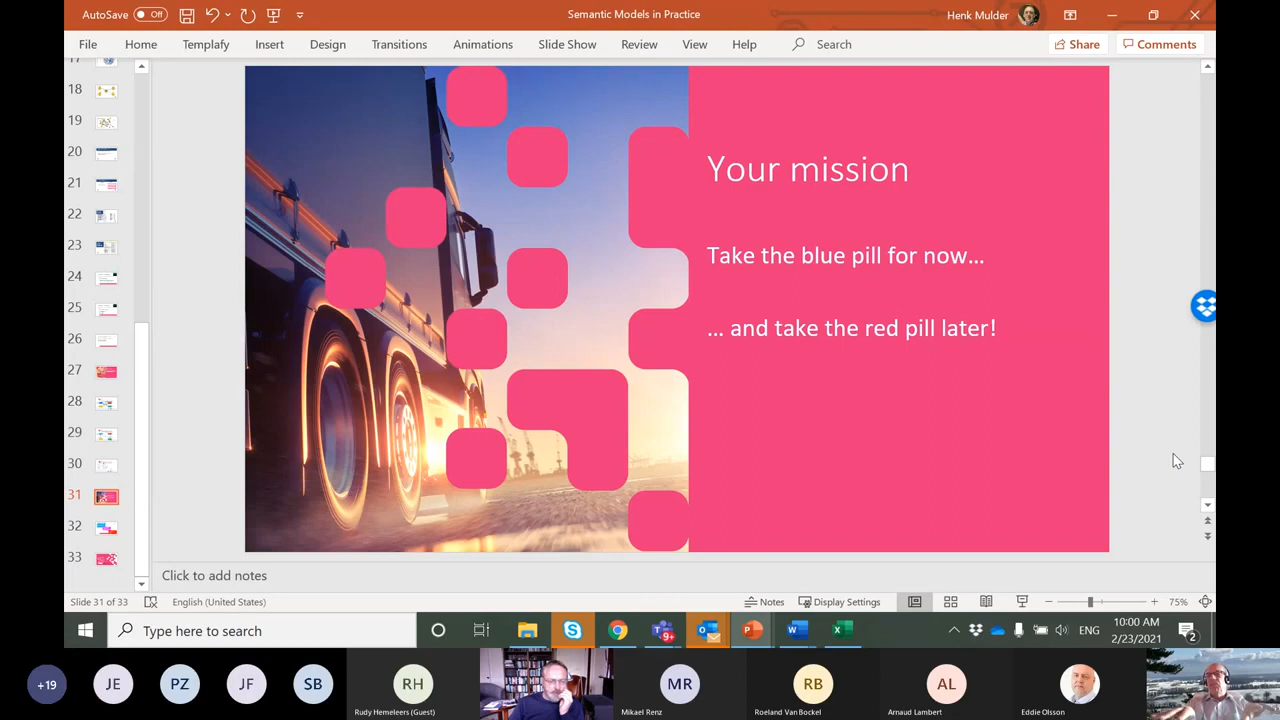 AutoSave Off
Semantic Models in Practice
Henk Mulder
File Home Templafy Insert Design Transitions Animations Slide Show Review View Help Search Share Comments
17
18
19
20
21
22
23
24
25
26
27
28
29
30
31
32
33
Your mission
Take the blue pill for now...
... and take the red pill later!
Click to add notes
Slide 31 of 33 English (United States) Notes Display Settings 75%
Type here to search
9+
ENG
10:00 AM
2/23/2021
2
+19 JE PZ JF SB RH MR RB AL
Rudy Hemeleers (Guest) Mikael Renz Roeland Van Bockel Arnaud Lambert Eddie Olsson